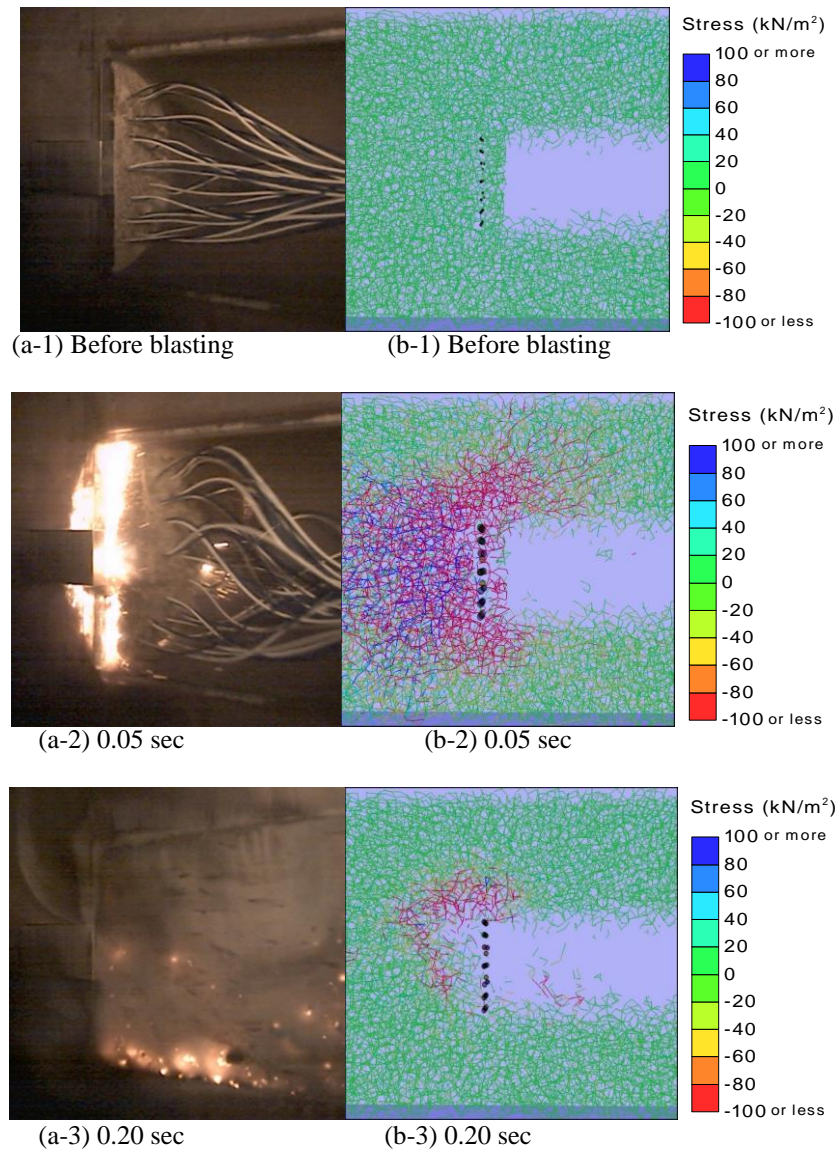 Stress (kN/m²)
100 or more
80
60
40
20
0
-20
-40
-60
-80
-100 or less
(a-1) Before blasting
(b-1) Before blasting
Stress (kN/m²)
100 or more
80
60
40
20
0
-20
-40
-60
-80
-100 or less
(a-2) 0.05 sec
(b-2) 0.05 sec
Stress (kN/m²)
100 or more
80
60
40
20
0
-20
-40
-60
-80
-100 or less
(a-3) 0.20 sec
(b-3) 0.20 sec